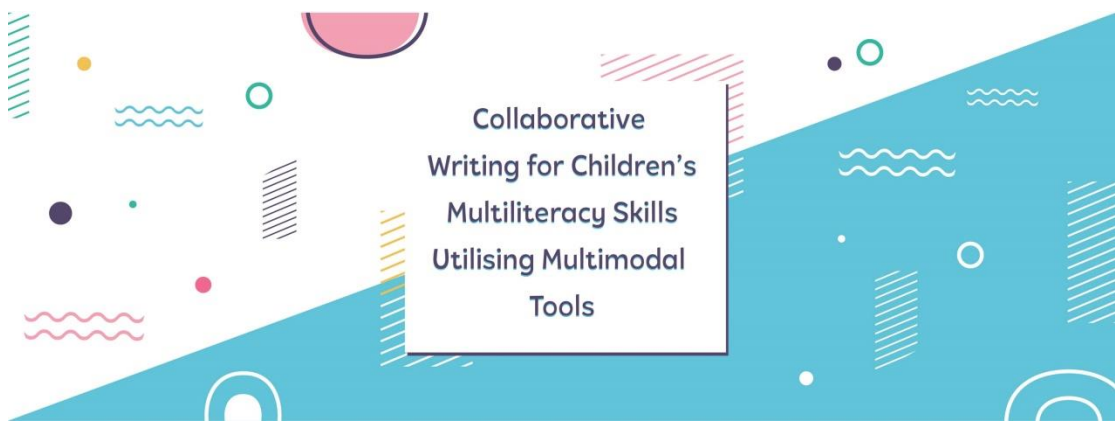 Collaborative
Writing for Children’s
Multiliteracy Skills
Utilising Multimodal
Tools